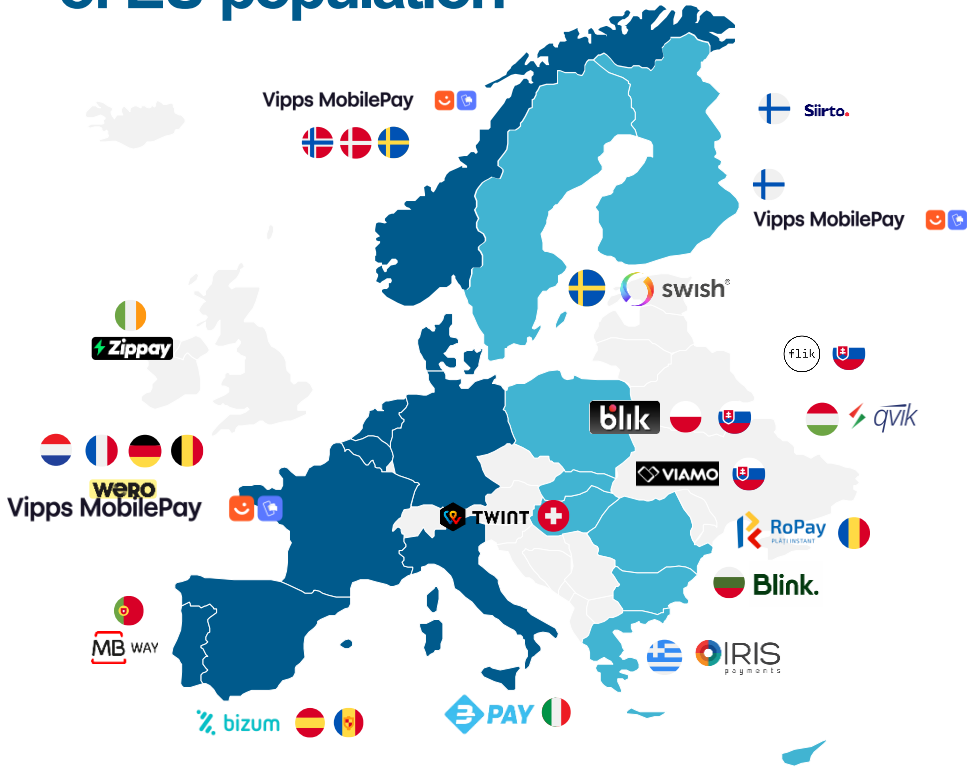 of EU population
Vipps MobilePay
Siirto.
Vipps MobilePay
swish®
Zippay
flik
blik
qvik
wero
VIAMO
Vipps MobilePay
TWINT
RoPay
PLĂȚI INSTANT
Blink.
MB WAY
IRIS
payments
bizum
PAY